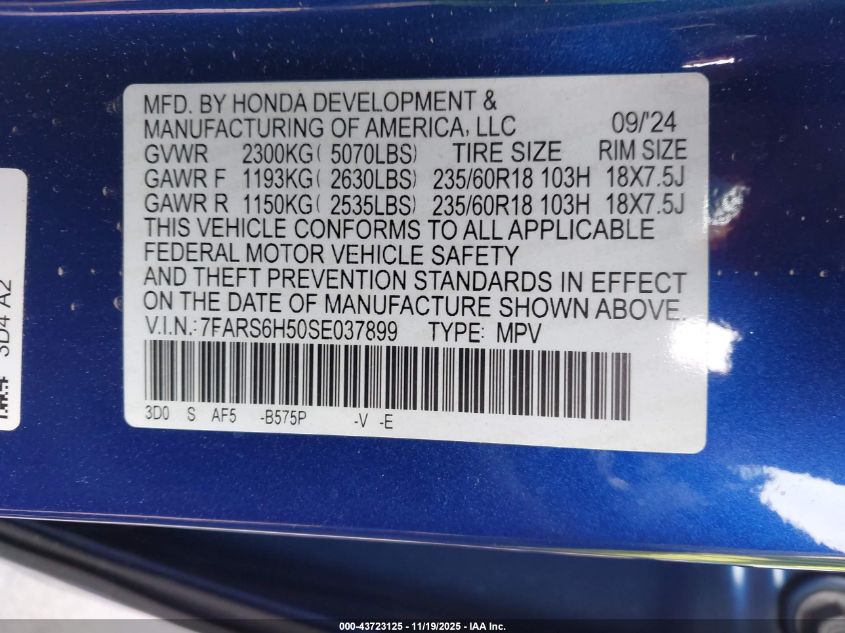 MFD. BY HONDA DEVELOPMENT &
MANUFACTURING OF AMERICA, LLC 09/'24
GVWR 2300KG( 5070LBS) TIRE SIZE RIM SIZE
GAWR F 1193KG( 2630LBS) 235/60R18 103H 18X7.5J
GAWR R 1150KG( 2535LBS) 235/60R18 103H 18X7.5J
THIS VEHICLE CONFORMS TO ALL APPLICABLE
FEDERAL MOTOR VEHICLE SAFETY
AND THEFT PREVENTION STANDARDS IN EFFECT
ON THE DATE OF MANUFACTURE SHOWN ABOVE.
V.I.N.:7FARS6H50SE037899 TYPE: MPV
3D0 S AF5 -B575P -V -E
3D4 A2
000-43723125 - 11/19/2025 - IAA Inc.